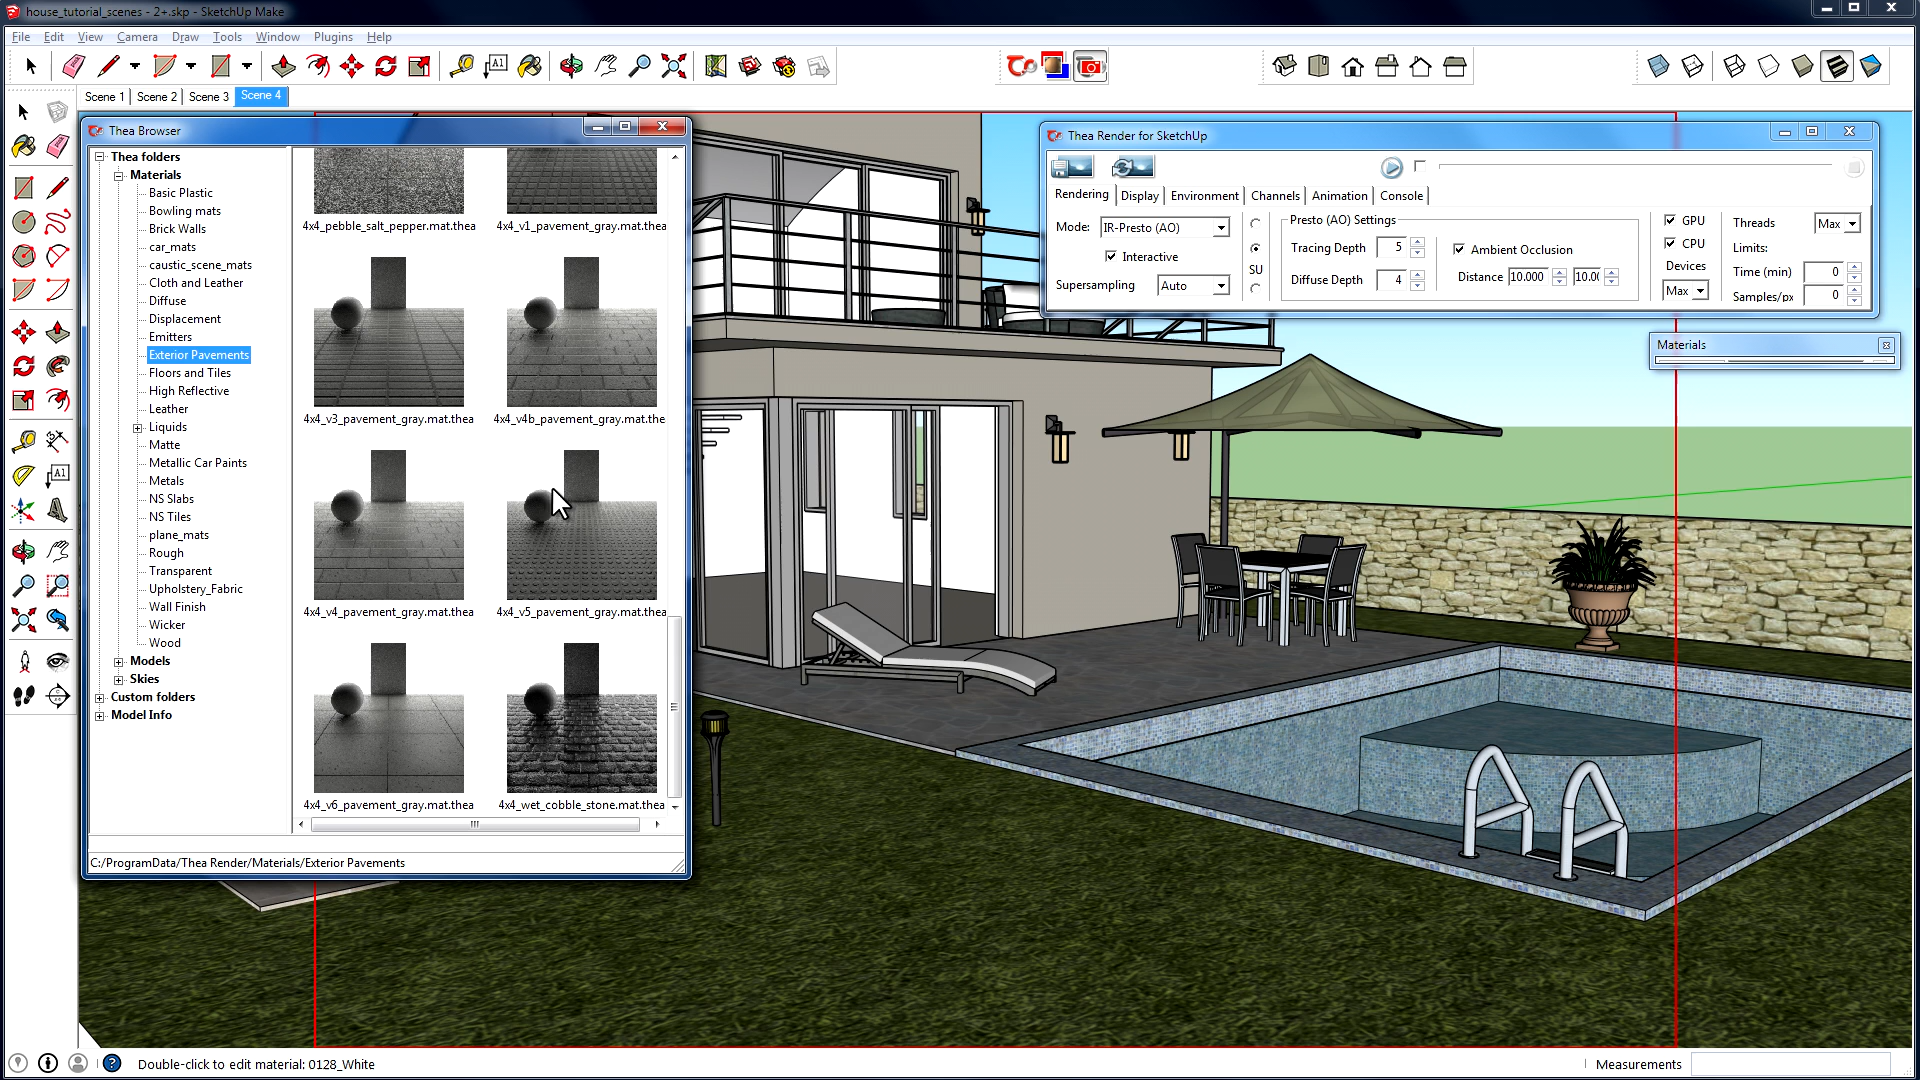 house_tutorial_scenes - 2+.skp - SketchUp Make
File Edit View Camera Draw Tools Window Plugins Help
Scene 1 Scene 2 Scene 3 Scene 4
Thea Browser
Thea folders
Materials
Basic Plastic
Bowling mats
Brick Walls
car_mats
caustic_scene_mats
Cloth and Leather
Diffuse
Displacement
Emitters
Exterior Pavements
Floors and Tiles
High Reflective
Leather
Liquids
Matte
Metallic Car Paints
Metals
NS Slabs
NS Tiles
plane_mats
Rough
Transparent
Upholstery_Fabric
Wall Finish
Wicker
Wood
Models
Skies
Custom folders
Model Info
4x4_pebble_salt_pepper.mat.thea 4x4_v1_pavement_gray.mat.thea
4x4_v3_pavement_gray.mat.thea 4x4_v4b_pavement_gray.mat.thea
4x4_v4_pavement_gray.mat.thea 4x4_v5_pavement_gray.mat.thea
4x4_v6_pavement_gray.mat.thea 4x4_wet_cobble_stone.mat.thea
C:/ProgramData/Thea Render/Materials/Exterior Pavements
Thea Render for SketchUp
Rendering Display Environment Channels Animation Console
Mode: IR-Presto (AO)
Interactive
Supersampling Auto
SU
Presto (AO) Settings
Tracing Depth 5
Diffuse Depth 4
Ambient Occlusion
Distance 10.000 10.0(
GPU
CPU
Devices
Max
Threads Max
Limits:
Time (min) 0
Samples/px 0
Materials
A1
A1
Double-click to edit material: 0128_White
Measurements